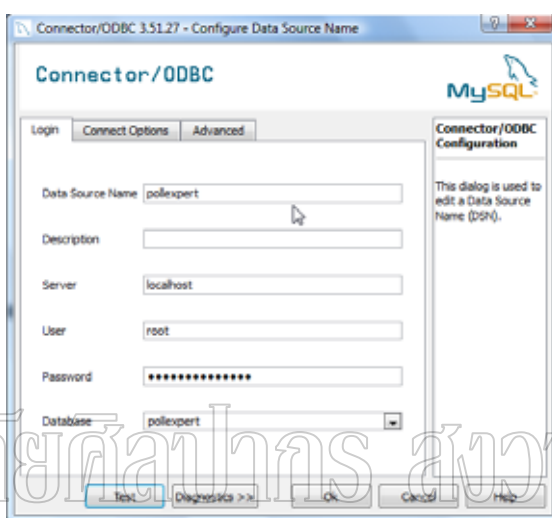 Connector/ODBC 3.51.27 - Configure Data Source Name
Connector/ODBC
MySQL
Login
Connect Options
Advanced
Connector/ODBC
Configuration
This dialog is used to
edit a Data Source
Name (DSN).
Data Source Name pollexpert
Description
Server localhost
User root
Password ••••••••••••••
Database pollexpert
Test
Diagnostics >>
Ok
Cancel
Help